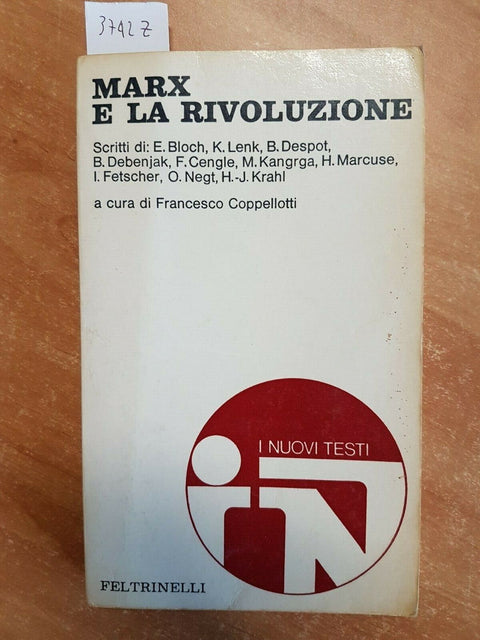 3742 Z
MARX
E LA RIVOLUZIONE
Scritti di: E. Bloch, K. Lenk, B. Despot,
B. Debenjak, F. Cengle, M. Kangrga, H. Marcuse,
I. Fetscher, O. Negt, H.-J. Krahl
a cura di Francesco Coppellotti
I NUOVI TESTI
FELTRINELLI